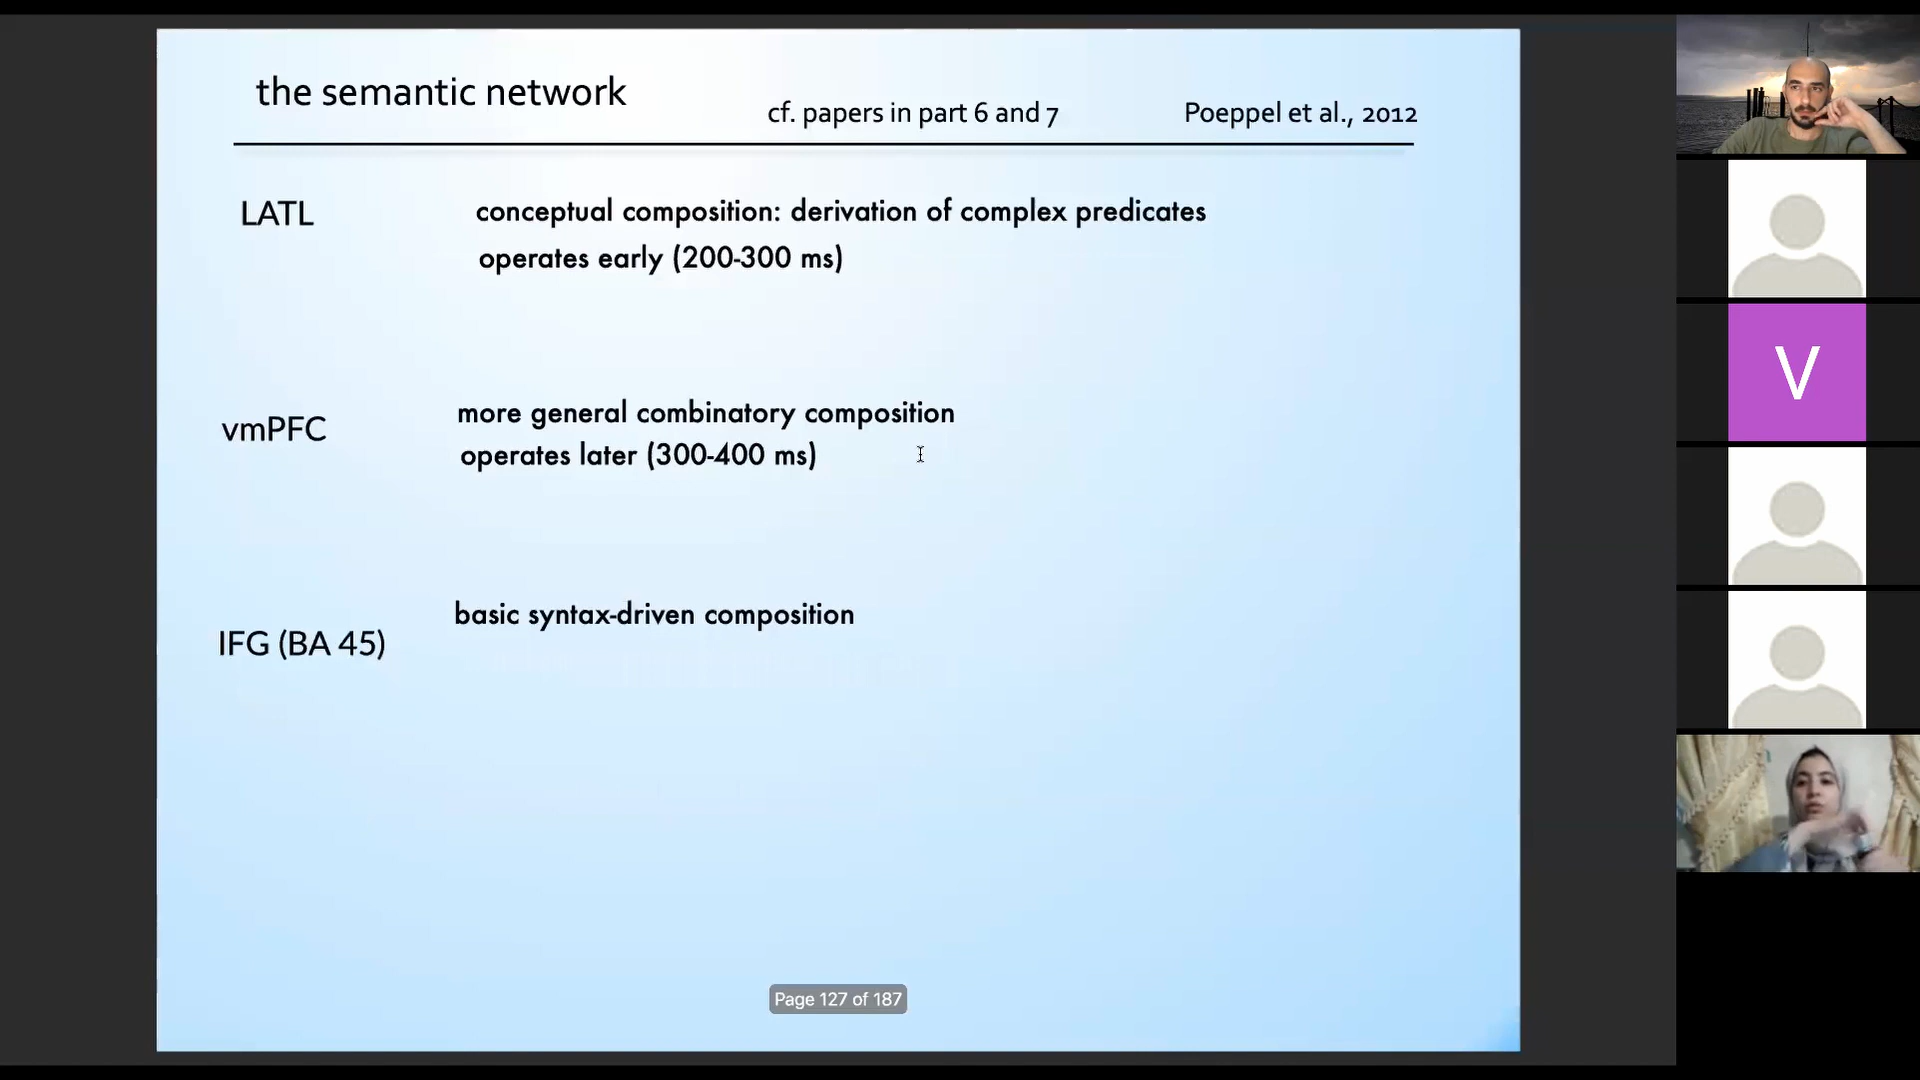 the semantic network
cf. papers in part 6 and 7
Poeppel et al., 2012
LATL
conceptual composition: derivation of complex predicates
operates early (200-300 ms)
vmPFC
more general combinatory composition
operates later (300-400 ms)
IFG (BA 45)
basic syntax-driven composition
Page 127 of 187
V